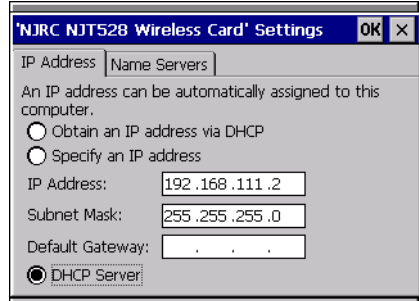 'NJRC NJT528 Wireless Card' Settings OK ×
IP Address Name Servers
An IP address can be automatically assigned to this
computer.
Obtain an IP address via DHCP
Specify an IP address
IP Address: 192.168.111.2
Subnet Mask: 255.255.255.0
Default Gateway: . . .
DHCP Server